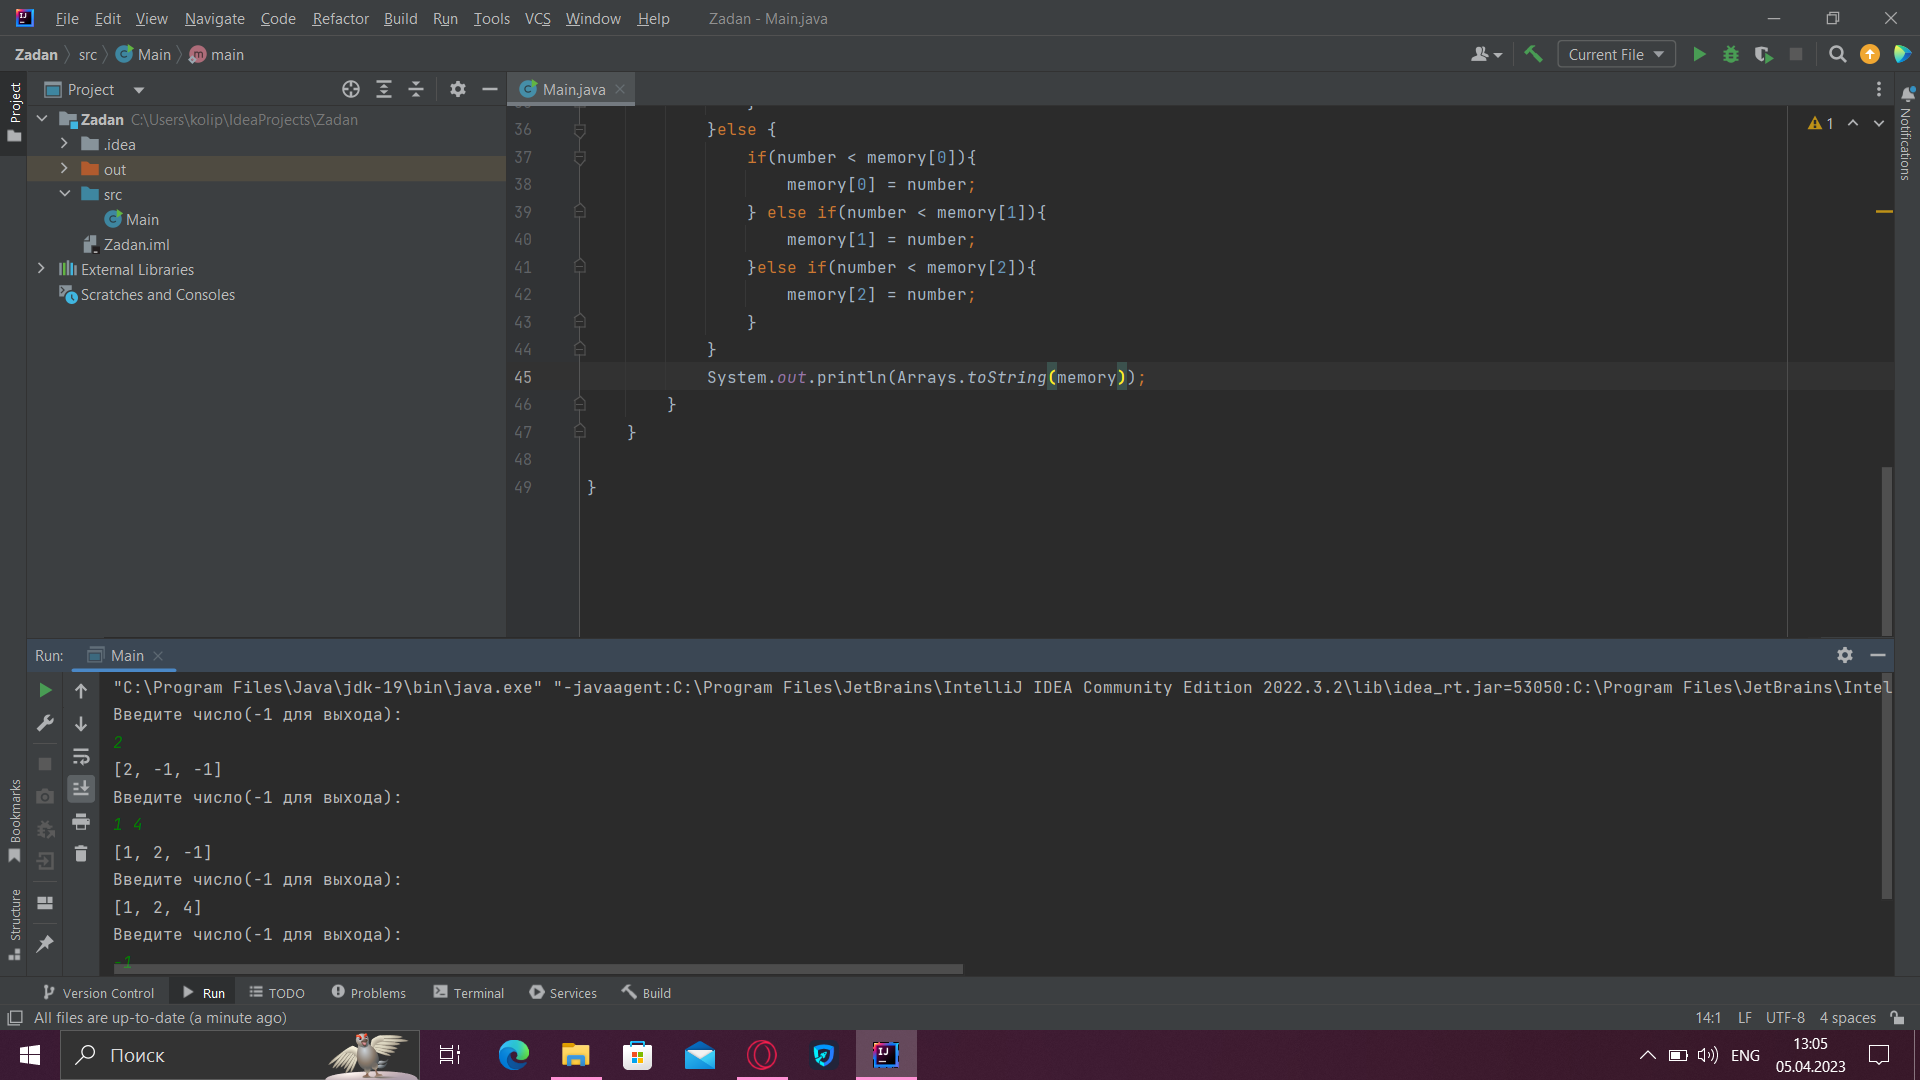 File Edit View Navigate Code Refactor Build Run Tools VCS Window Help Zadan - Main.java
Zadan src Main main Current File
Project Main.java
Project
Zadan C:\Users\kolip\IdeaProjects\Zadan
.idea
out
src
Main
Zadan.iml
External Libraries
Scratches and Consoles
Bookmarks
Structure
1
Notifications
36 }else {
37 if(number < memory[0]){
38 memory[0] = number;
39 } else if(number < memory[1]){
40 memory[1] = number;
41 }else if(number < memory[2]){
42 memory[2] = number;
43 }
44 }
45 System.out.println(Arrays.toString(memory));
46 }
47 }
48
49 }
Run: Main
"C:\Program Files\Java\jdk-19\bin\java.exe" "-javaagent:C:\Program Files\JetBrains\IntelliJ IDEA Community Edition 2022.3.2\lib\idea_rt.jar=53050:C:\Program Files\JetBrains\Intel
Введите число(-1 для выхода):
2
[2, -1, -1]
Введите число(-1 для выхода):
1 4
[1, 2, -1]
Введите число(-1 для выхода):
[1, 2, 4]
Введите число(-1 для выхода):
-1
Version Control Run TODO Problems Terminal Services Build
All files are up-to-date (a minute ago) 14:1 LF UTF-8 4 spaces
Поиск IJ ENG 13:05
05.04.2023